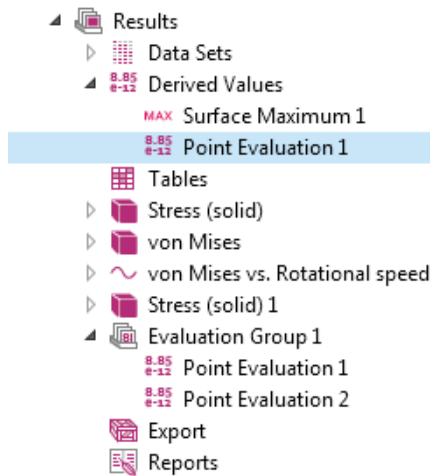 Results
Data Sets
8.85 e-12 Derived Values
MAX Surface Maximum 1
8.85 e-12 Point Evaluation 1
Tables
Stress (solid)
von Mises
von Mises vs. Rotational speed
Stress (solid) 1
Evaluation Group 1
8.85 e-12 Point Evaluation 1
8.85 e-12 Point Evaluation 2
Export
Reports